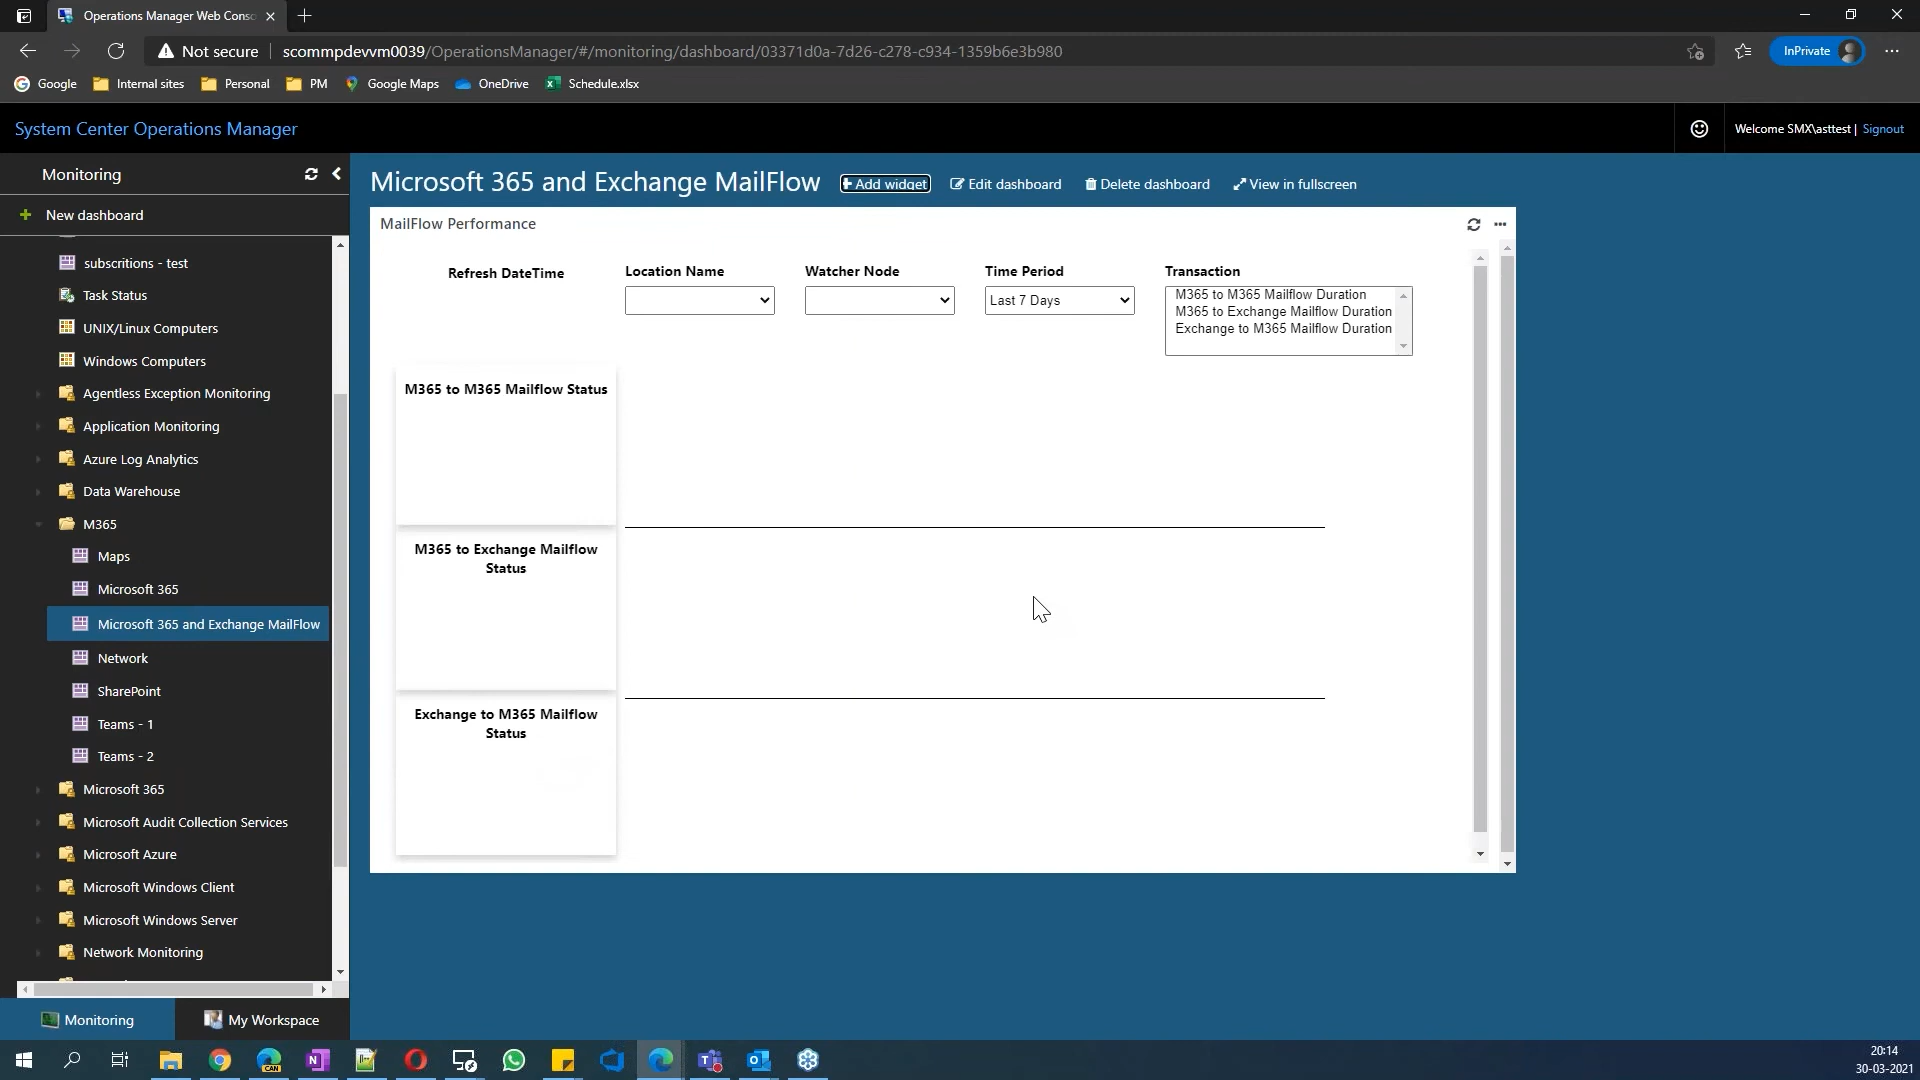 Operations Manager Web Conso
Not secure
scommpdevvm0039/OperationsManager/#/monitoring/dashboard/03371d0a-7d26-c278-c934-1359b6e3b980
InPrivate
Google
Internal sites
Personal
PM
Google Maps
OneDrive
Schedule.xlsx
System Center Operations Manager
Welcome SMX\asttest | Signout
Monitoring
New dashboard
subscritions - test
Task Status
UNIX/Linux Computers
Windows Computers
Agentless Exception Monitoring
Application Monitoring
Azure Log Analytics
Data Warehouse
M365
Maps
Microsoft 365
Microsoft 365 and Exchange MailFlow
Network
SharePoint
Teams - 1
Teams - 2
Microsoft 365
Microsoft Audit Collection Services
Microsoft Azure
Microsoft Windows Client
Microsoft Windows Server
Network Monitoring
Monitoring
My Workspace
Microsoft 365 and Exchange MailFlow
Add widget
Edit dashboard
Delete dashboard
View in fullscreen
MailFlow Performance
Refresh DateTime
Location Name
Watcher Node
Time Period
Last 7 Days
Transaction
M365 to M365 Mailflow Duration
M365 to Exchange Mailflow Duration
Exchange to M365 Mailflow Duration
M365 to M365 Mailflow Status
M365 to Exchange Mailflow
Status
Exchange to M365 Mailflow
Status
CAN
20:14
30-03-2021